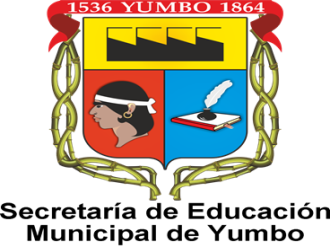 1536 YUMBO 1864
Secretaría de Educación
Municipal de Yumbo